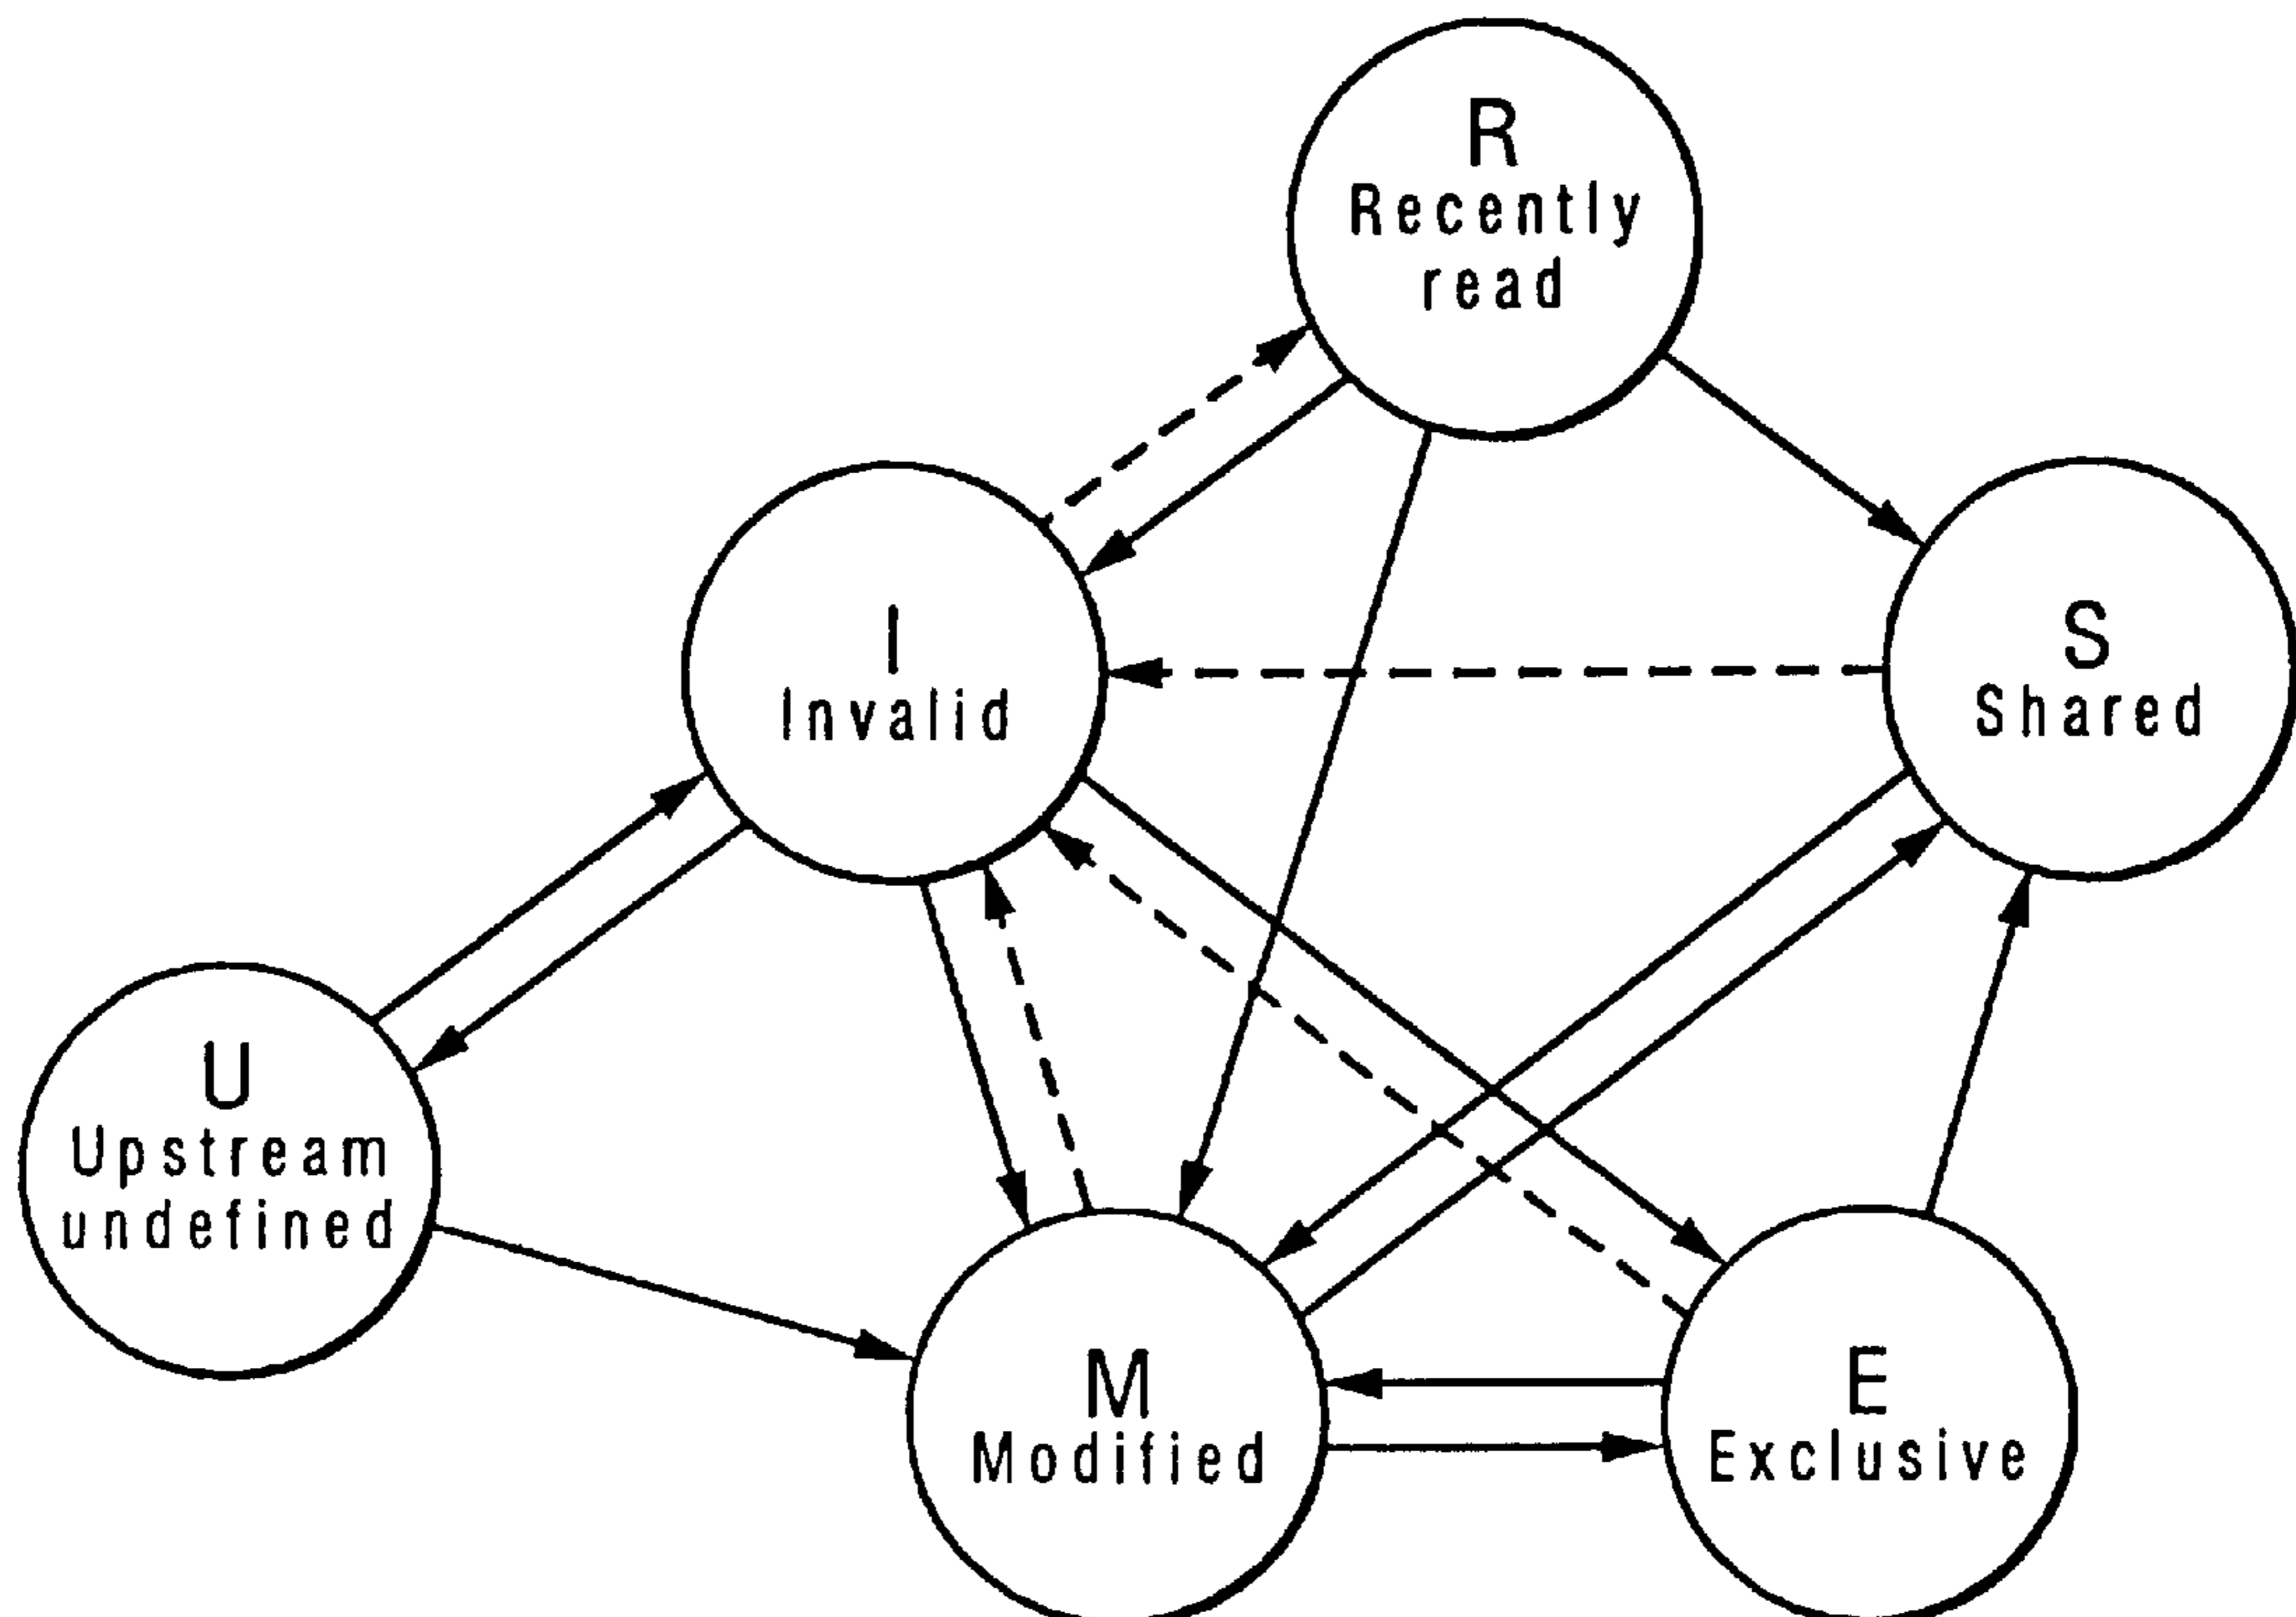 R
Recently
read
I
Invalid
S
Shared
U
Upstream
undefined
M
Modified
E
Exclusive